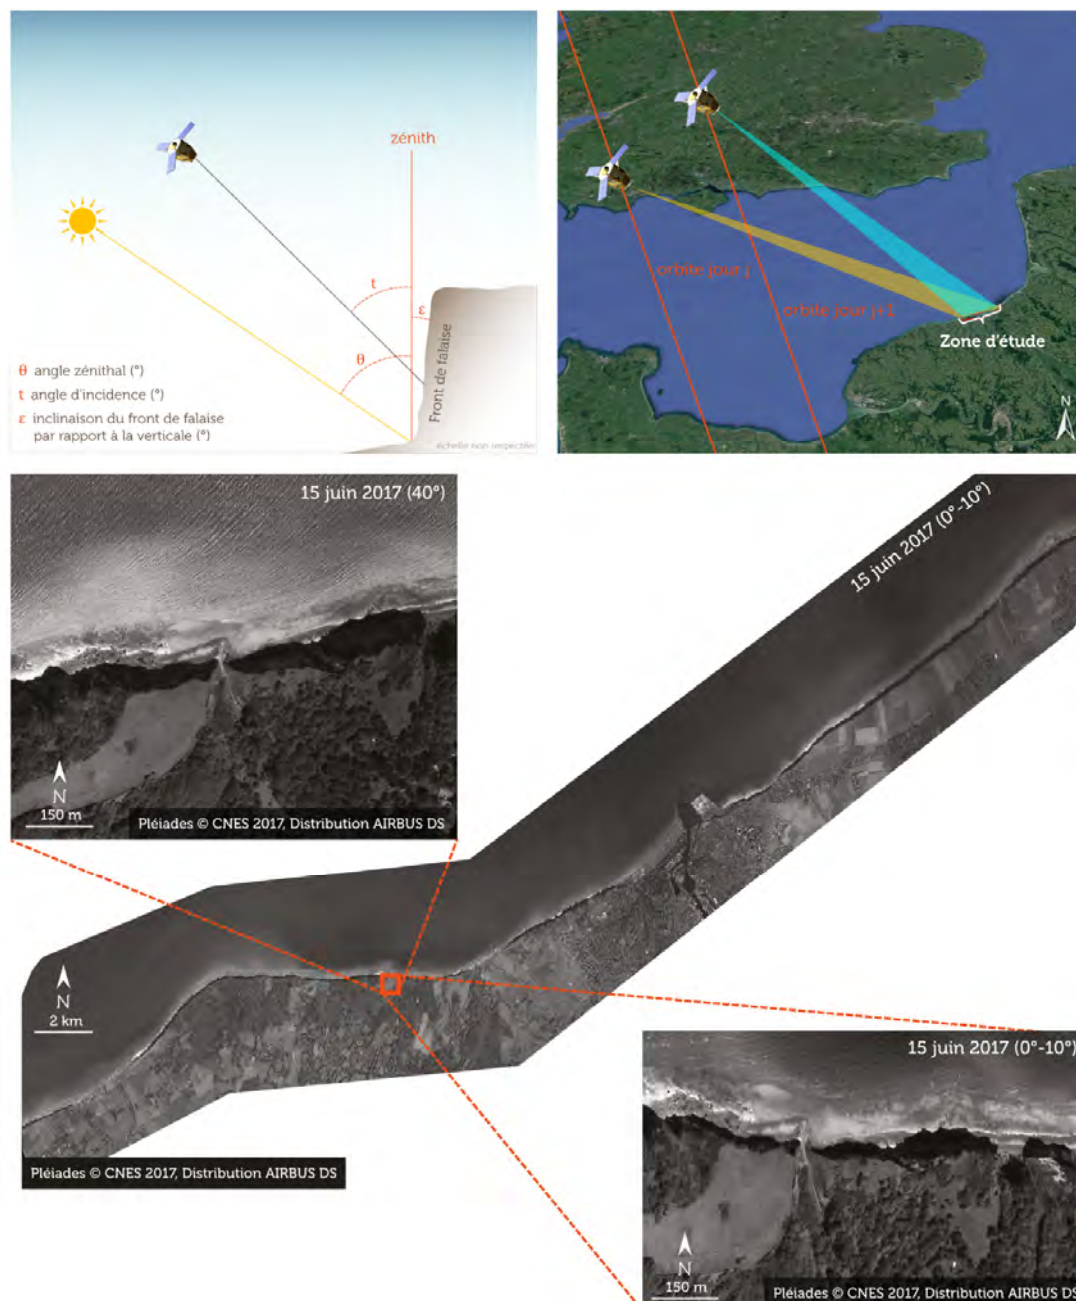 zénith
t
ε
θ
Front de falaise
θ angle zénithal (°)
t angle d'incidence (°)
ε inclinaison du front de falaise
par rapport à la verticale (°)
échelle non respectée
orbite jour j
orbite jour j+1
Zone d'étude
N
15 juin 2017 (40°)
N
150 m
Pléiades © CNES 2017, Distribution AIRBUS DS
15 juin 2017 (0°-10°)
N
2 km
Pléiades © CNES 2017, Distribution AIRBUS DS
15 juin 2017 (0°-10°)
N
150 m
Pléiades © CNES 2017, Distribution AIRBUS DS